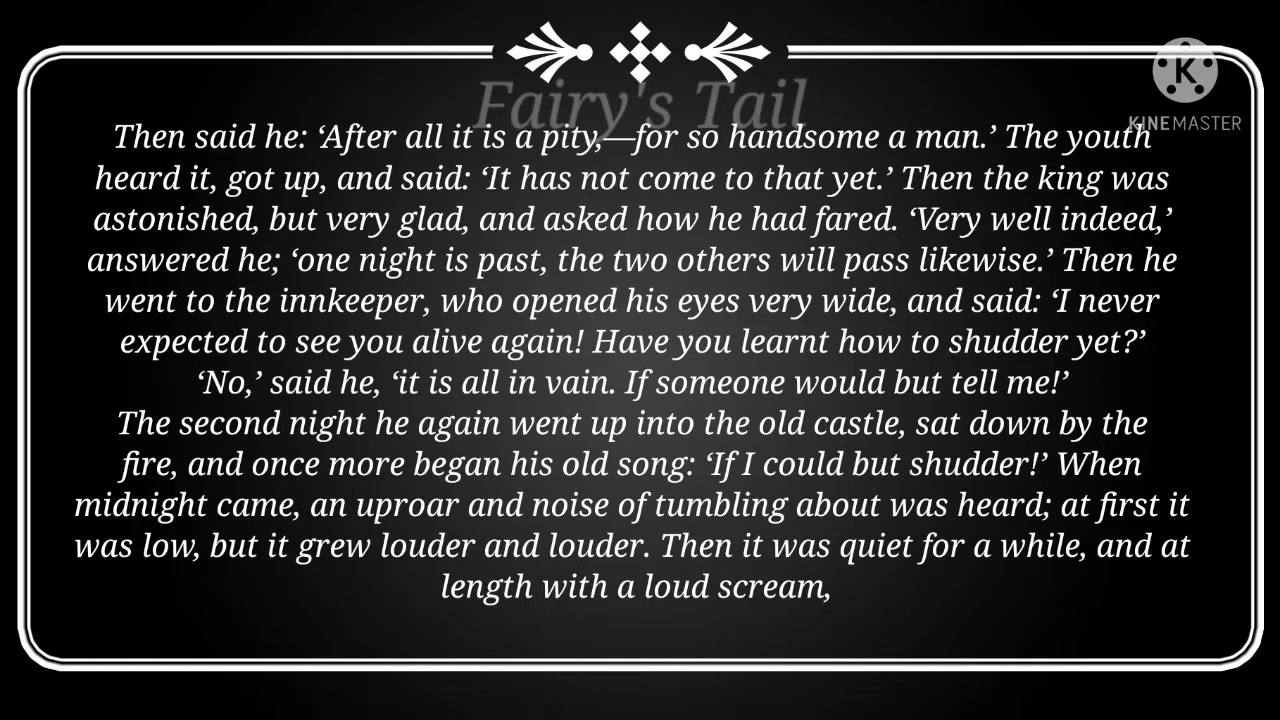 Fairy's Tail
KINEMASTER
Then said he: ‘After all it is a pity,—for so handsome a man.’ The youth
heard it, got up, and said: ‘It has not come to that yet.’ Then the king was
astonished, but very glad, and asked how he had fared. ‘Very well indeed,’
answered he; ‘one night is past, the two others will pass likewise.’ Then he
went to the innkeeper, who opened his eyes very wide, and said: ‘I never
expected to see you alive again! Have you learnt how to shudder yet?’
‘No,’ said he, ‘it is all in vain. If someone would but tell me!’
The second night he again went up into the old castle, sat down by the
fire, and once more began his old song: ‘If I could but shudder!’ When
midnight came, an uproar and noise of tumbling about was heard; at first it
was low, but it grew louder and louder. Then it was quiet for a while, and at
length with a loud scream,